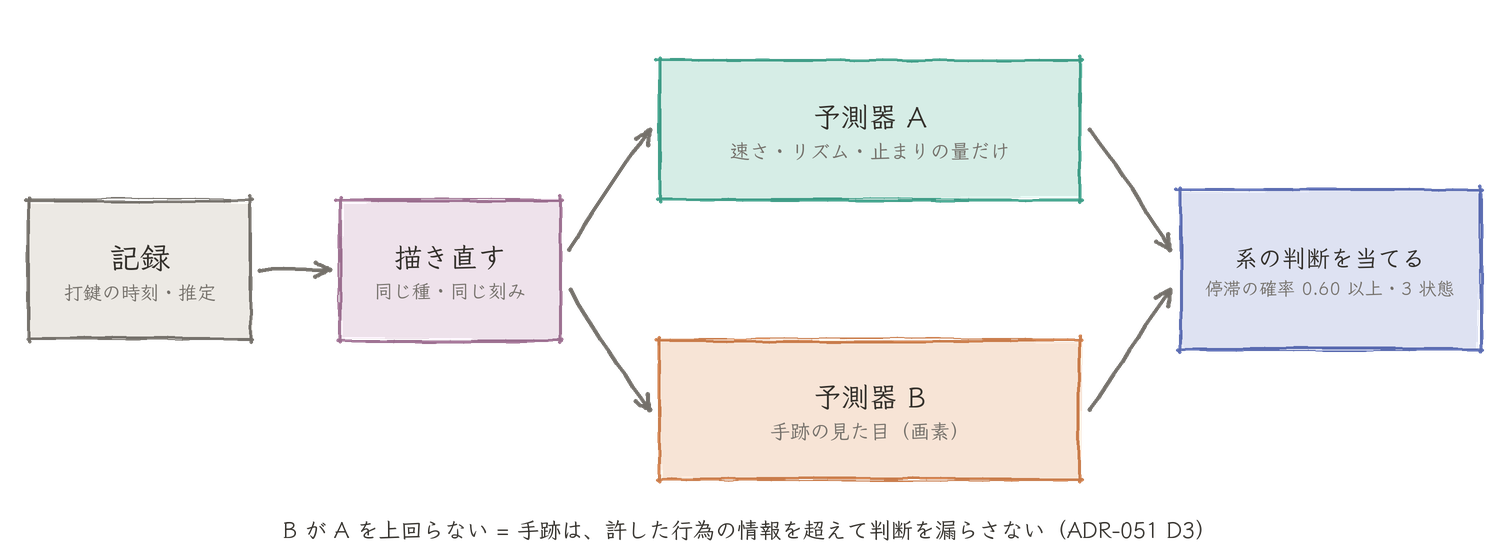 記録
打鍵の時刻・推定
描き直す
同じ種・同じ刻み
予測器 A
速さ・リズム・止まりの量だけ
予測器 B
手跡の見た目（画素）
系の判断を当てる
停滞の確率 0.60 以上・3 状態
B が A を上回らない = 手跡は、許した行為の情報を超えて判断を漏らさない（ADR-051 D3）